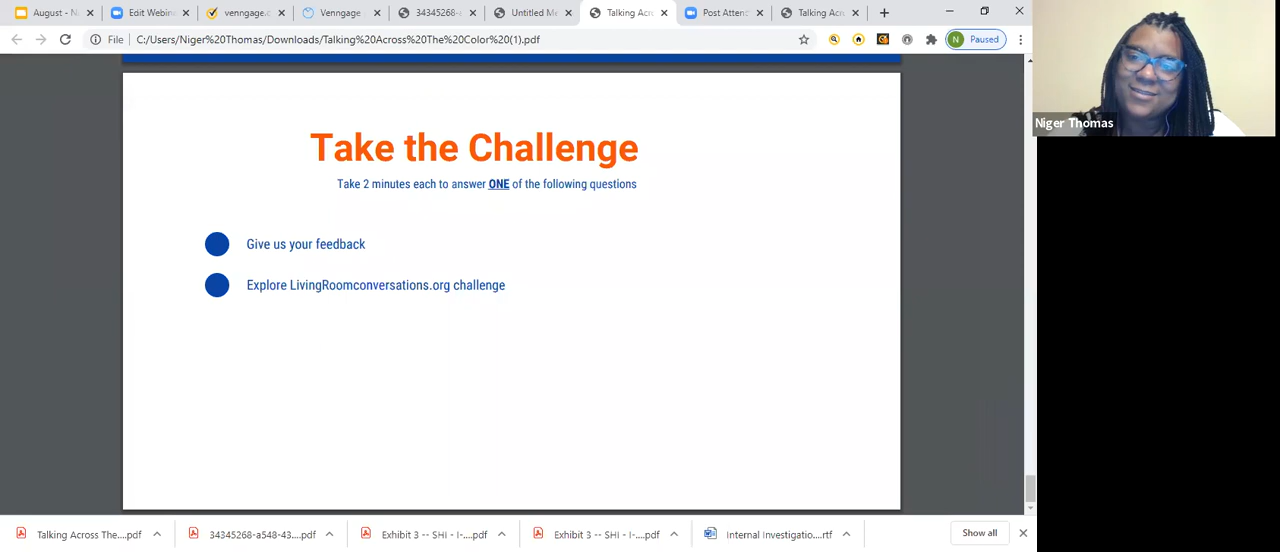 August - N
Edit Webin
venngage.c
Venngage
34345268-
Untitled Me
Talking Acr
Post Attenc
Talking Acr
File
C:/Users/Niger%20Thomas/Downloads/Talking%20Across%20The%20Color%20(1).pdf
N
Paused
Niger Thomas
Take the Challenge
Take 2 minutes each to answer ONE of the following questions
Give us your feedback
Explore LivingRoomconversations.org challenge
Talking Across The....pdf
34345268-a548-43....pdf
Exhibit 3 -- SHI - I-....pdf
Exhibit 3 -- SHI - I-....pdf
Internal Investigatio....rtf
Show all